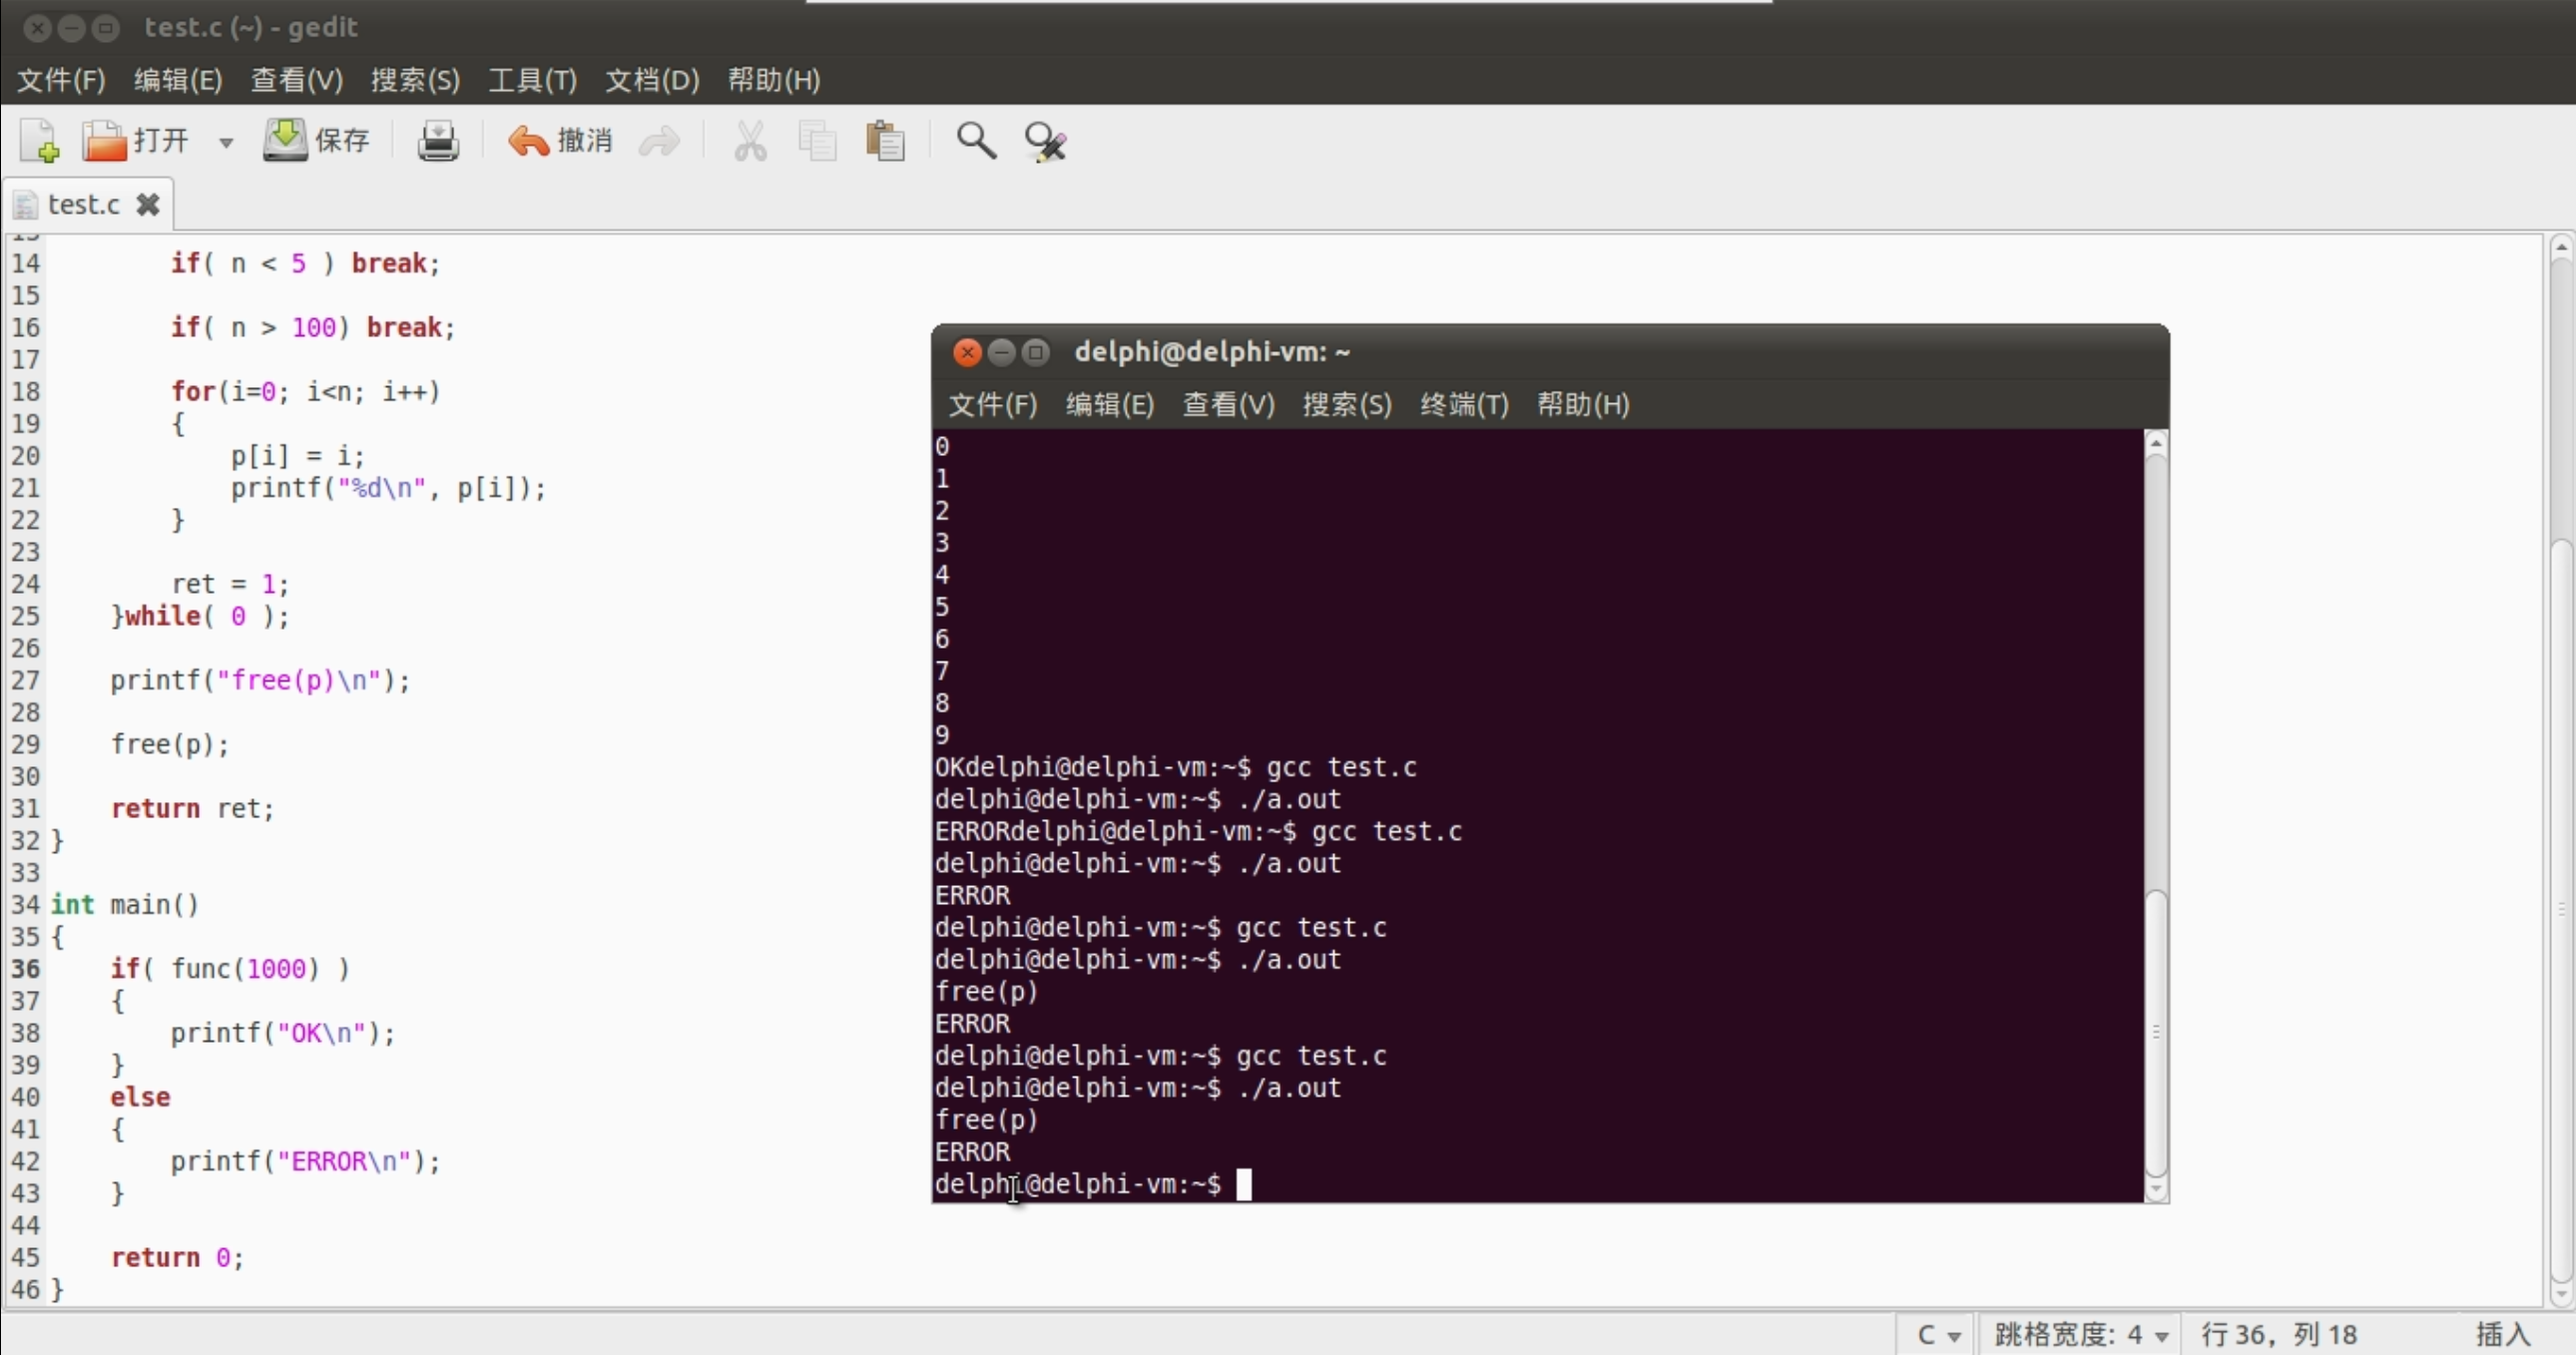 test.c (~) - gedit
文件(F) 编辑(E) 查看(V) 搜索(S) 工具(T) 文档(D) 帮助(H)
打开 保存 撤消
test.c
14 if( n < 5 ) break;
15
16 if( n > 100) break;
17
18 for(i=0; i<n; i++)
19 {
20 p[i] = i;
21 printf("%d\n", p[i]);
22 }
23
24 ret = 1;
25 }while( 0 );
26
27 printf("free(p)\n");
28
29 free(p);
30
31 return ret;
32 }
33
34 int main()
35 {
36 if( func(1000) )
37 {
38 printf("OK\n");
39 }
40 else
41 {
42 printf("ERROR\n");
43 }
44
45 return 0;
46 }
delphi@delphi-vm: ~
文件(F) 编辑(E) 查看(V) 搜索(S) 终端(T) 帮助(H)
0
1
2
3
4
5
6
7
8
9
OKdelphi@delphi-vm:~$ gcc test.c
delphi@delphi-vm:~$ ./a.out
ERRORdelphi@delphi-vm:~$ gcc test.c
delphi@delphi-vm:~$ ./a.out
ERROR
delphi@delphi-vm:~$ gcc test.c
delphi@delphi-vm:~$ ./a.out
free(p)
ERROR
delphi@delphi-vm:~$ gcc test.c
delphi@delphi-vm:~$ ./a.out
free(p)
ERROR
delphi@delphi-vm:~$
C 跳格宽度: 4 行 36，列 18 插入